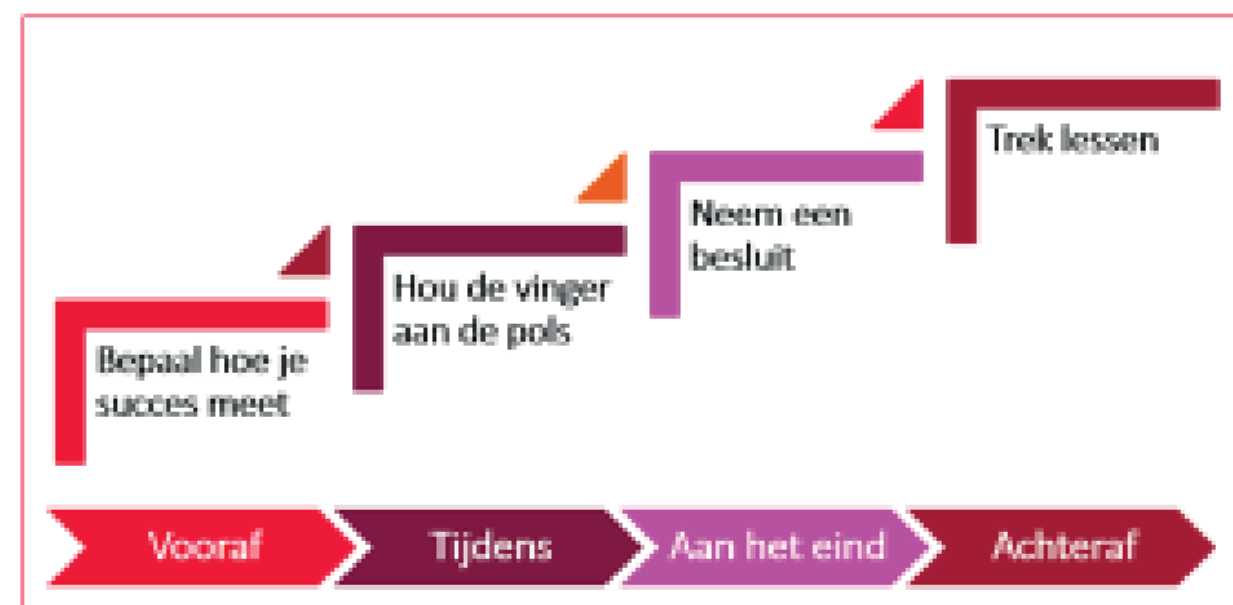 Bepaal hoe je
succes meet
Hou de vinger
aan de pols
Neem een
besluit
Trek lessen
Vooraf
Tijdens
Aan het eind
Achteraf